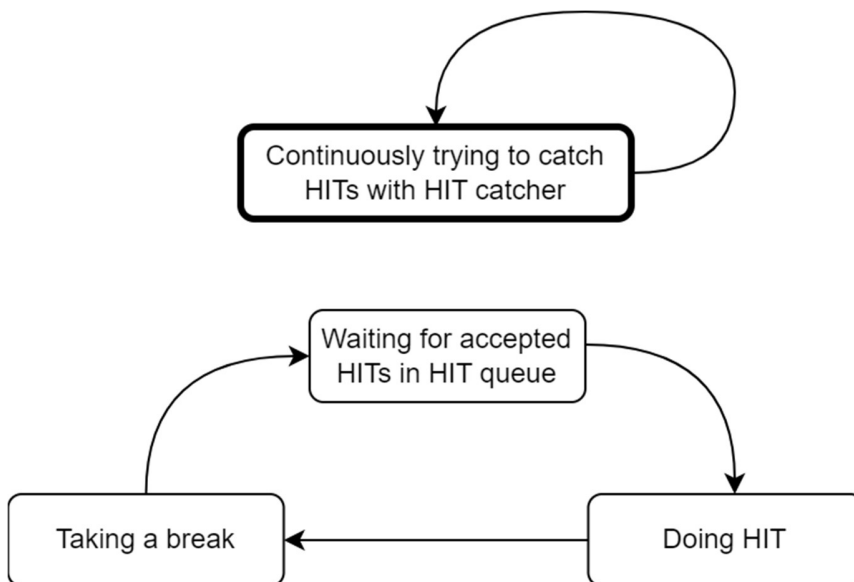 Continuously trying to catch
HITs with HIT catcher
Waiting for accepted
HITs in HIT queue
Taking a break
Doing HIT